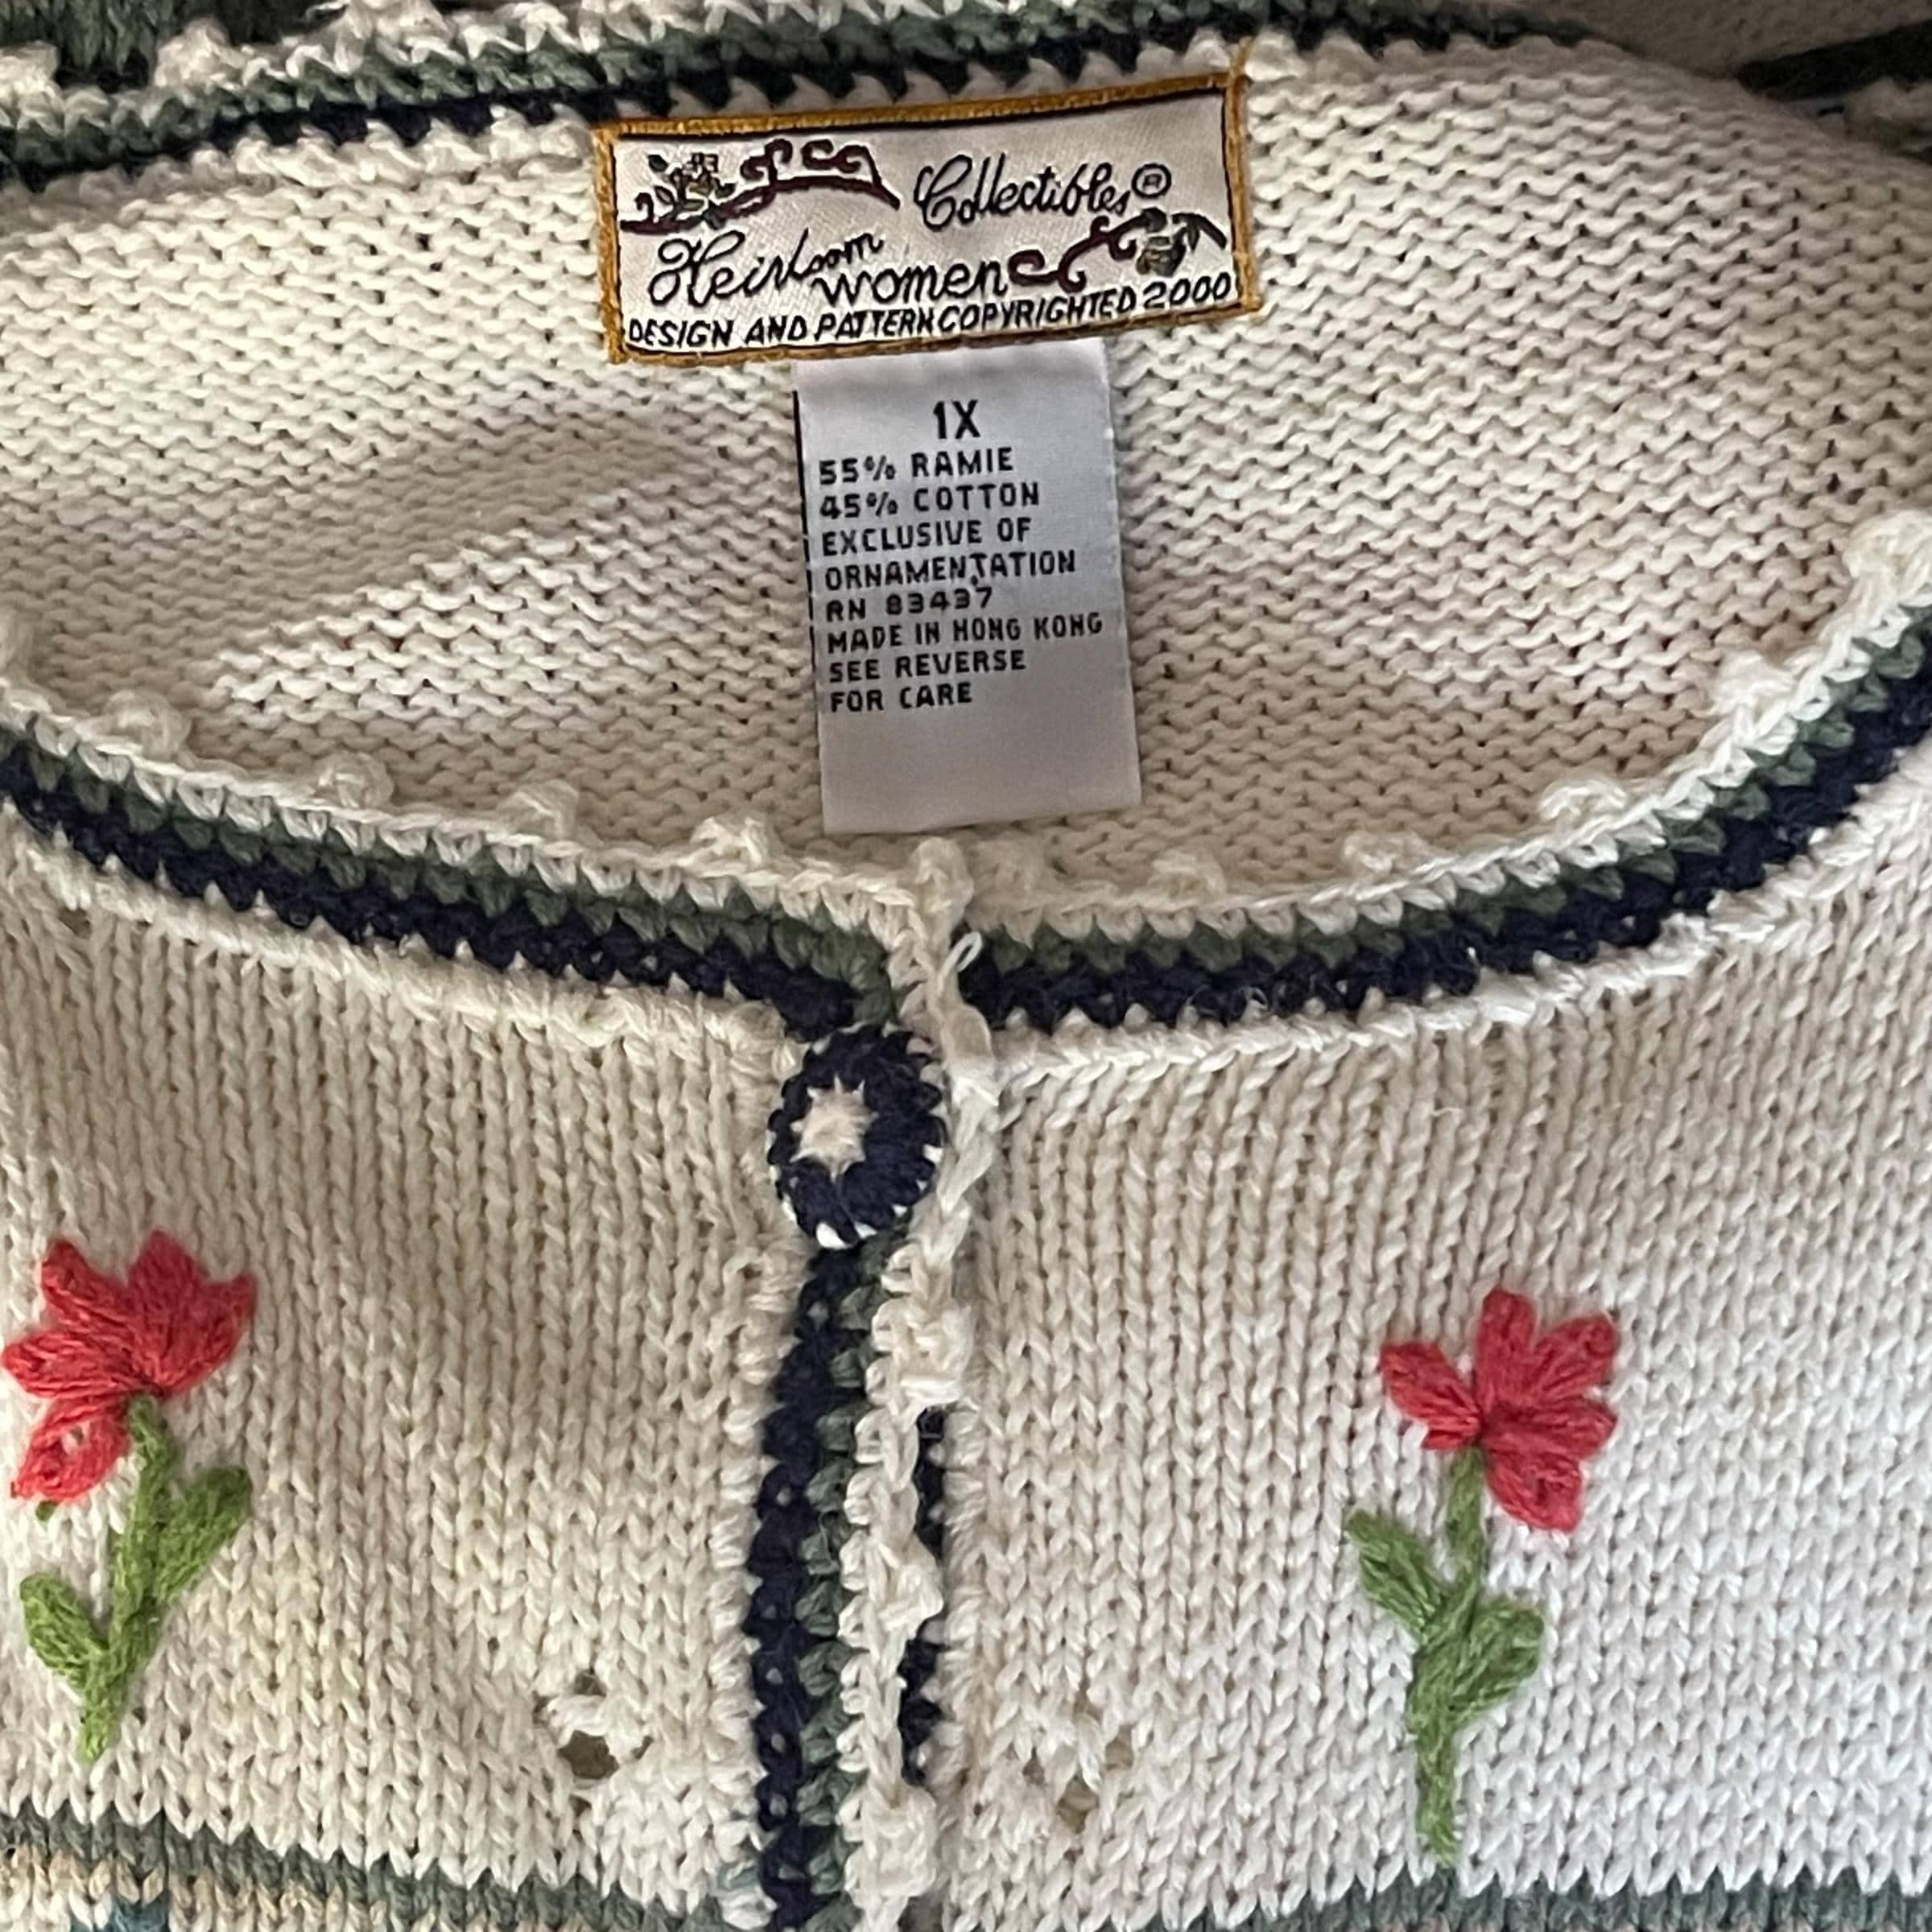 Heirloom Collectibles®
women
DESIGN AND PATTERN COPYRIGHTED 2000
1X
55% RAMIE
45% COTTON
EXCLUSIVE OF
ORNAMENTATION
RN 83437
MADE IN HONG KONG
SEE REVERSE
FOR CARE